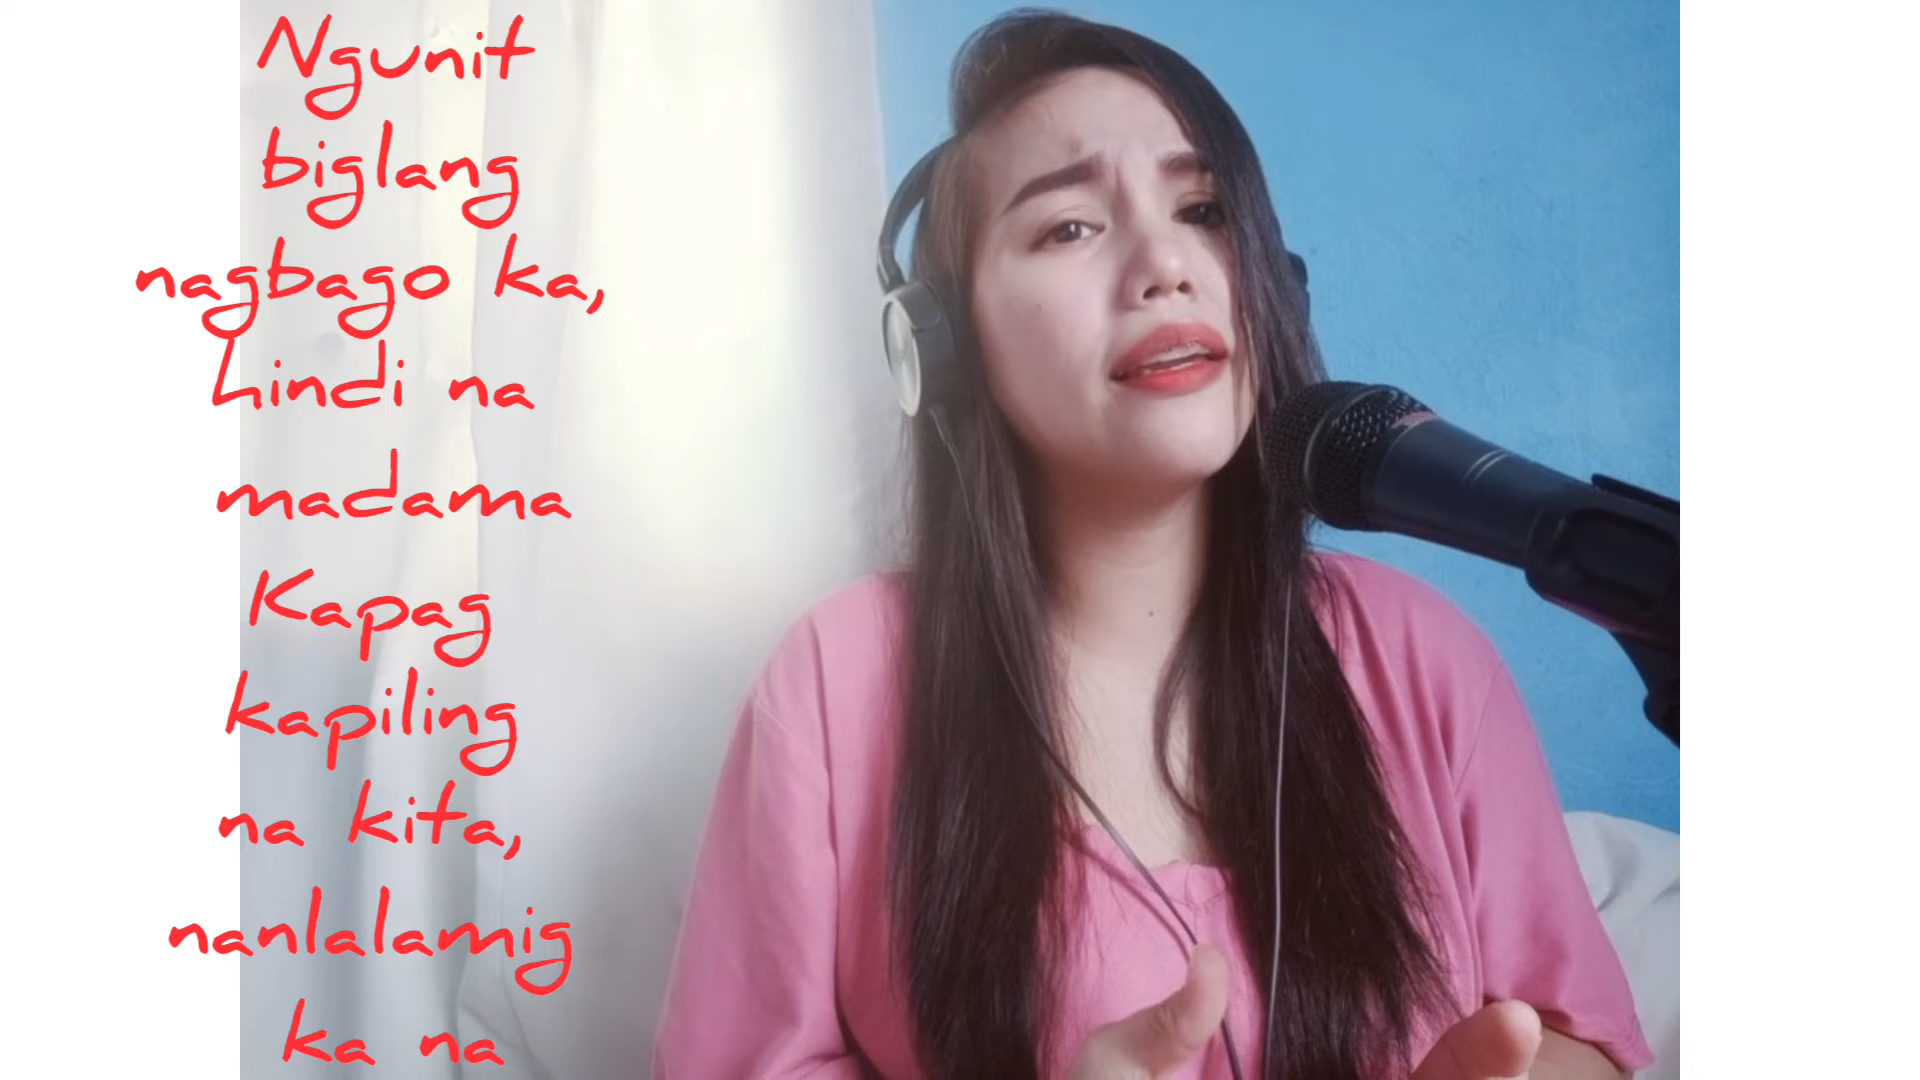 Ngunit
biglang
nagbago ka,
hindi na
madama
Kapag
kapiling
na kita,
nanlalamig
ka na